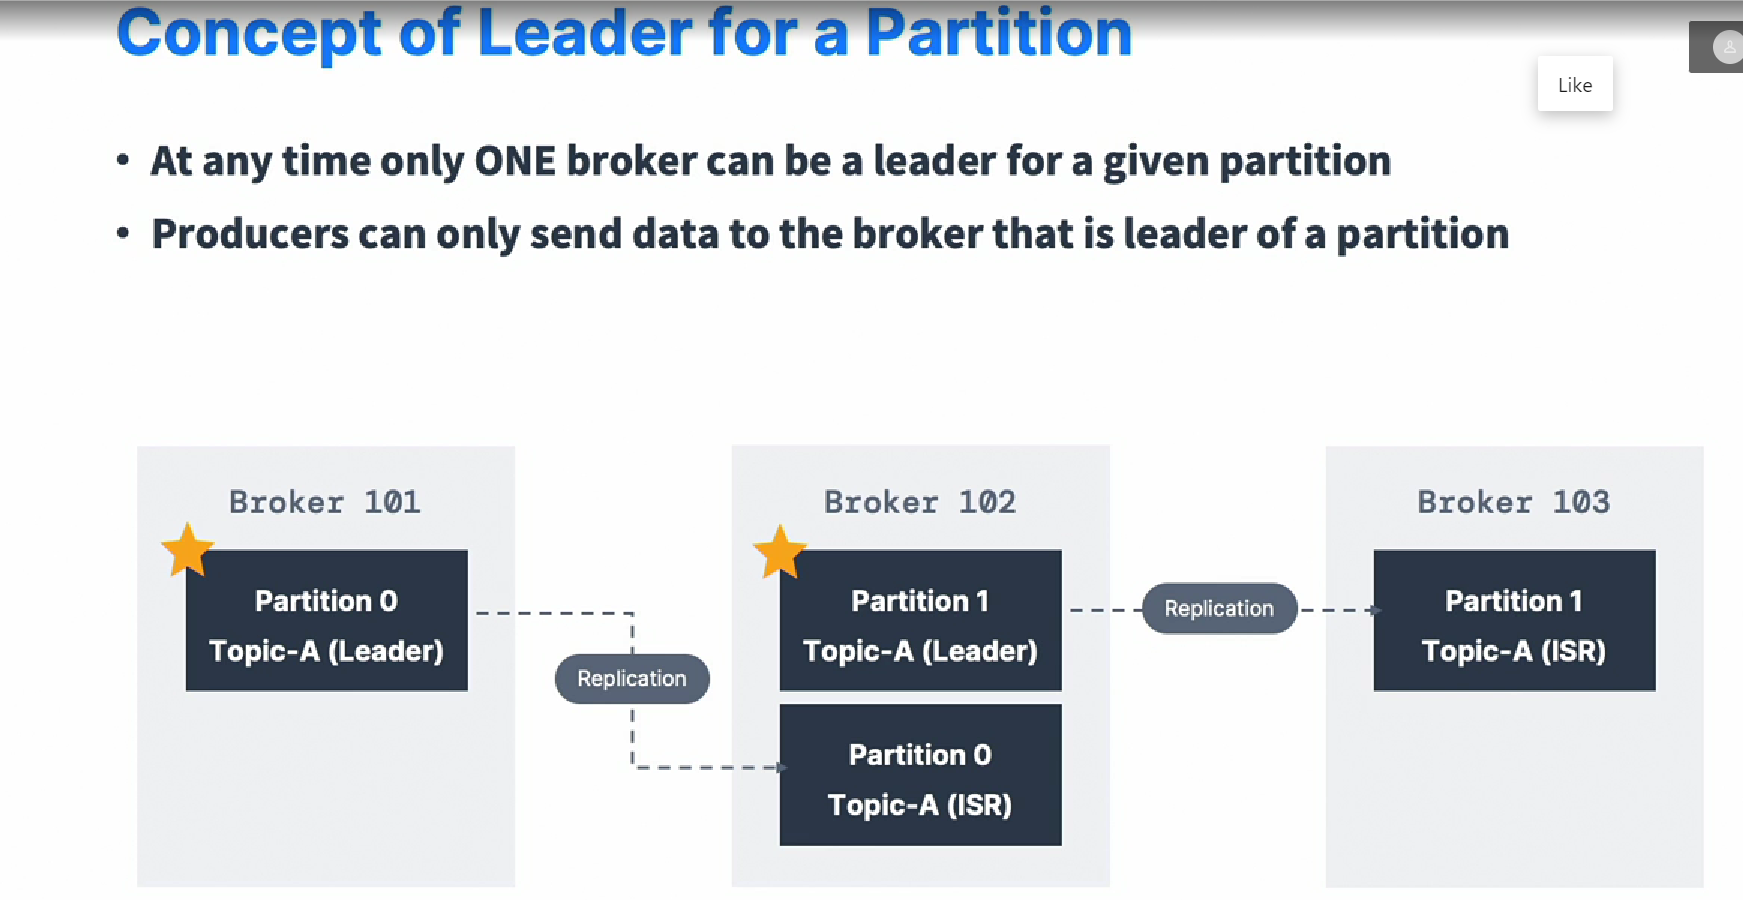 Concept of Leader for a Partition
Like
• At any time only ONE broker can be a leader for a given partition
• Producers can only send data to the broker that is leader of a partition
Broker 101
Partition 0
Topic-A (Leader)
Replication
Broker 102
Partition 1
Topic-A (Leader)
Partition 0
Topic-A (ISR)
Replication
Broker 103
Partition 1
Topic-A (ISR)